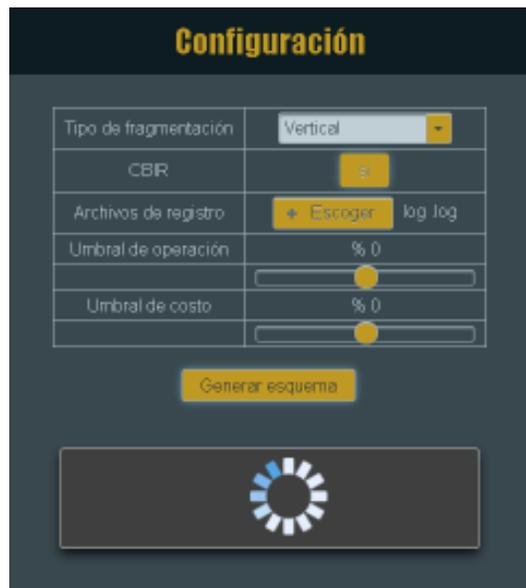 Configuración
Tipo de fragmentación Vertical
CBIR si
Archivos de registro + Escoger log.log
Umbral de operación % 0
Umbral de costo % 0
Generar esquema